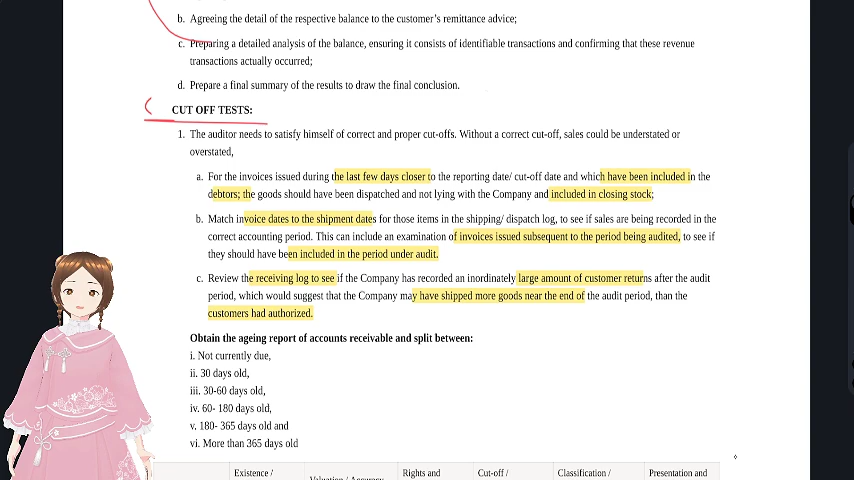 b. Agreeing the detail of the respective balance to the customer's remittance advice;
c. Preparing a detailed analysis of the balance, ensuring it consists of identifiable transactions and confirming that these revenue
transactions actually occurred;
d. Prepare a final summary of the results to draw the final conclusion.
CUT OFF TESTS:
1. The auditor needs to satisfy himself of correct and proper cut-offs. Without a correct cut-off, sales could be understated or
overstated,
a. For the invoices issued during the last few days closer to the reporting date/ cut-off date and which have been included in the
debtors; the goods should have been dispatched and not lying with the Company and included in closing stock;
b. Match invoice dates to the shipment dates for those items in the shipping/ dispatch log, to see if sales are being recorded in the
correct accounting period. This can include an examination of invoices issued subsequent to the period being audited, to see if
they should have been included in the period under audit.
c. Review the receiving log to see if the Company has recorded an inordinately large amount of customer returns after the audit
period, which would suggest that the Company may have shipped more goods near the end of the audit period, than the
customers had authorized.
Obtain the ageing report of accounts receivable and split between:
i. Not currently due,
ii. 30 days old,
iii. 30-60 days old,
iv. 60- 180 days old,
v. 180- 365 days old and
vi. More than 365 days old
Existence / Valuation / Accuracy Rights and Cut-off / Classification / Presentation and